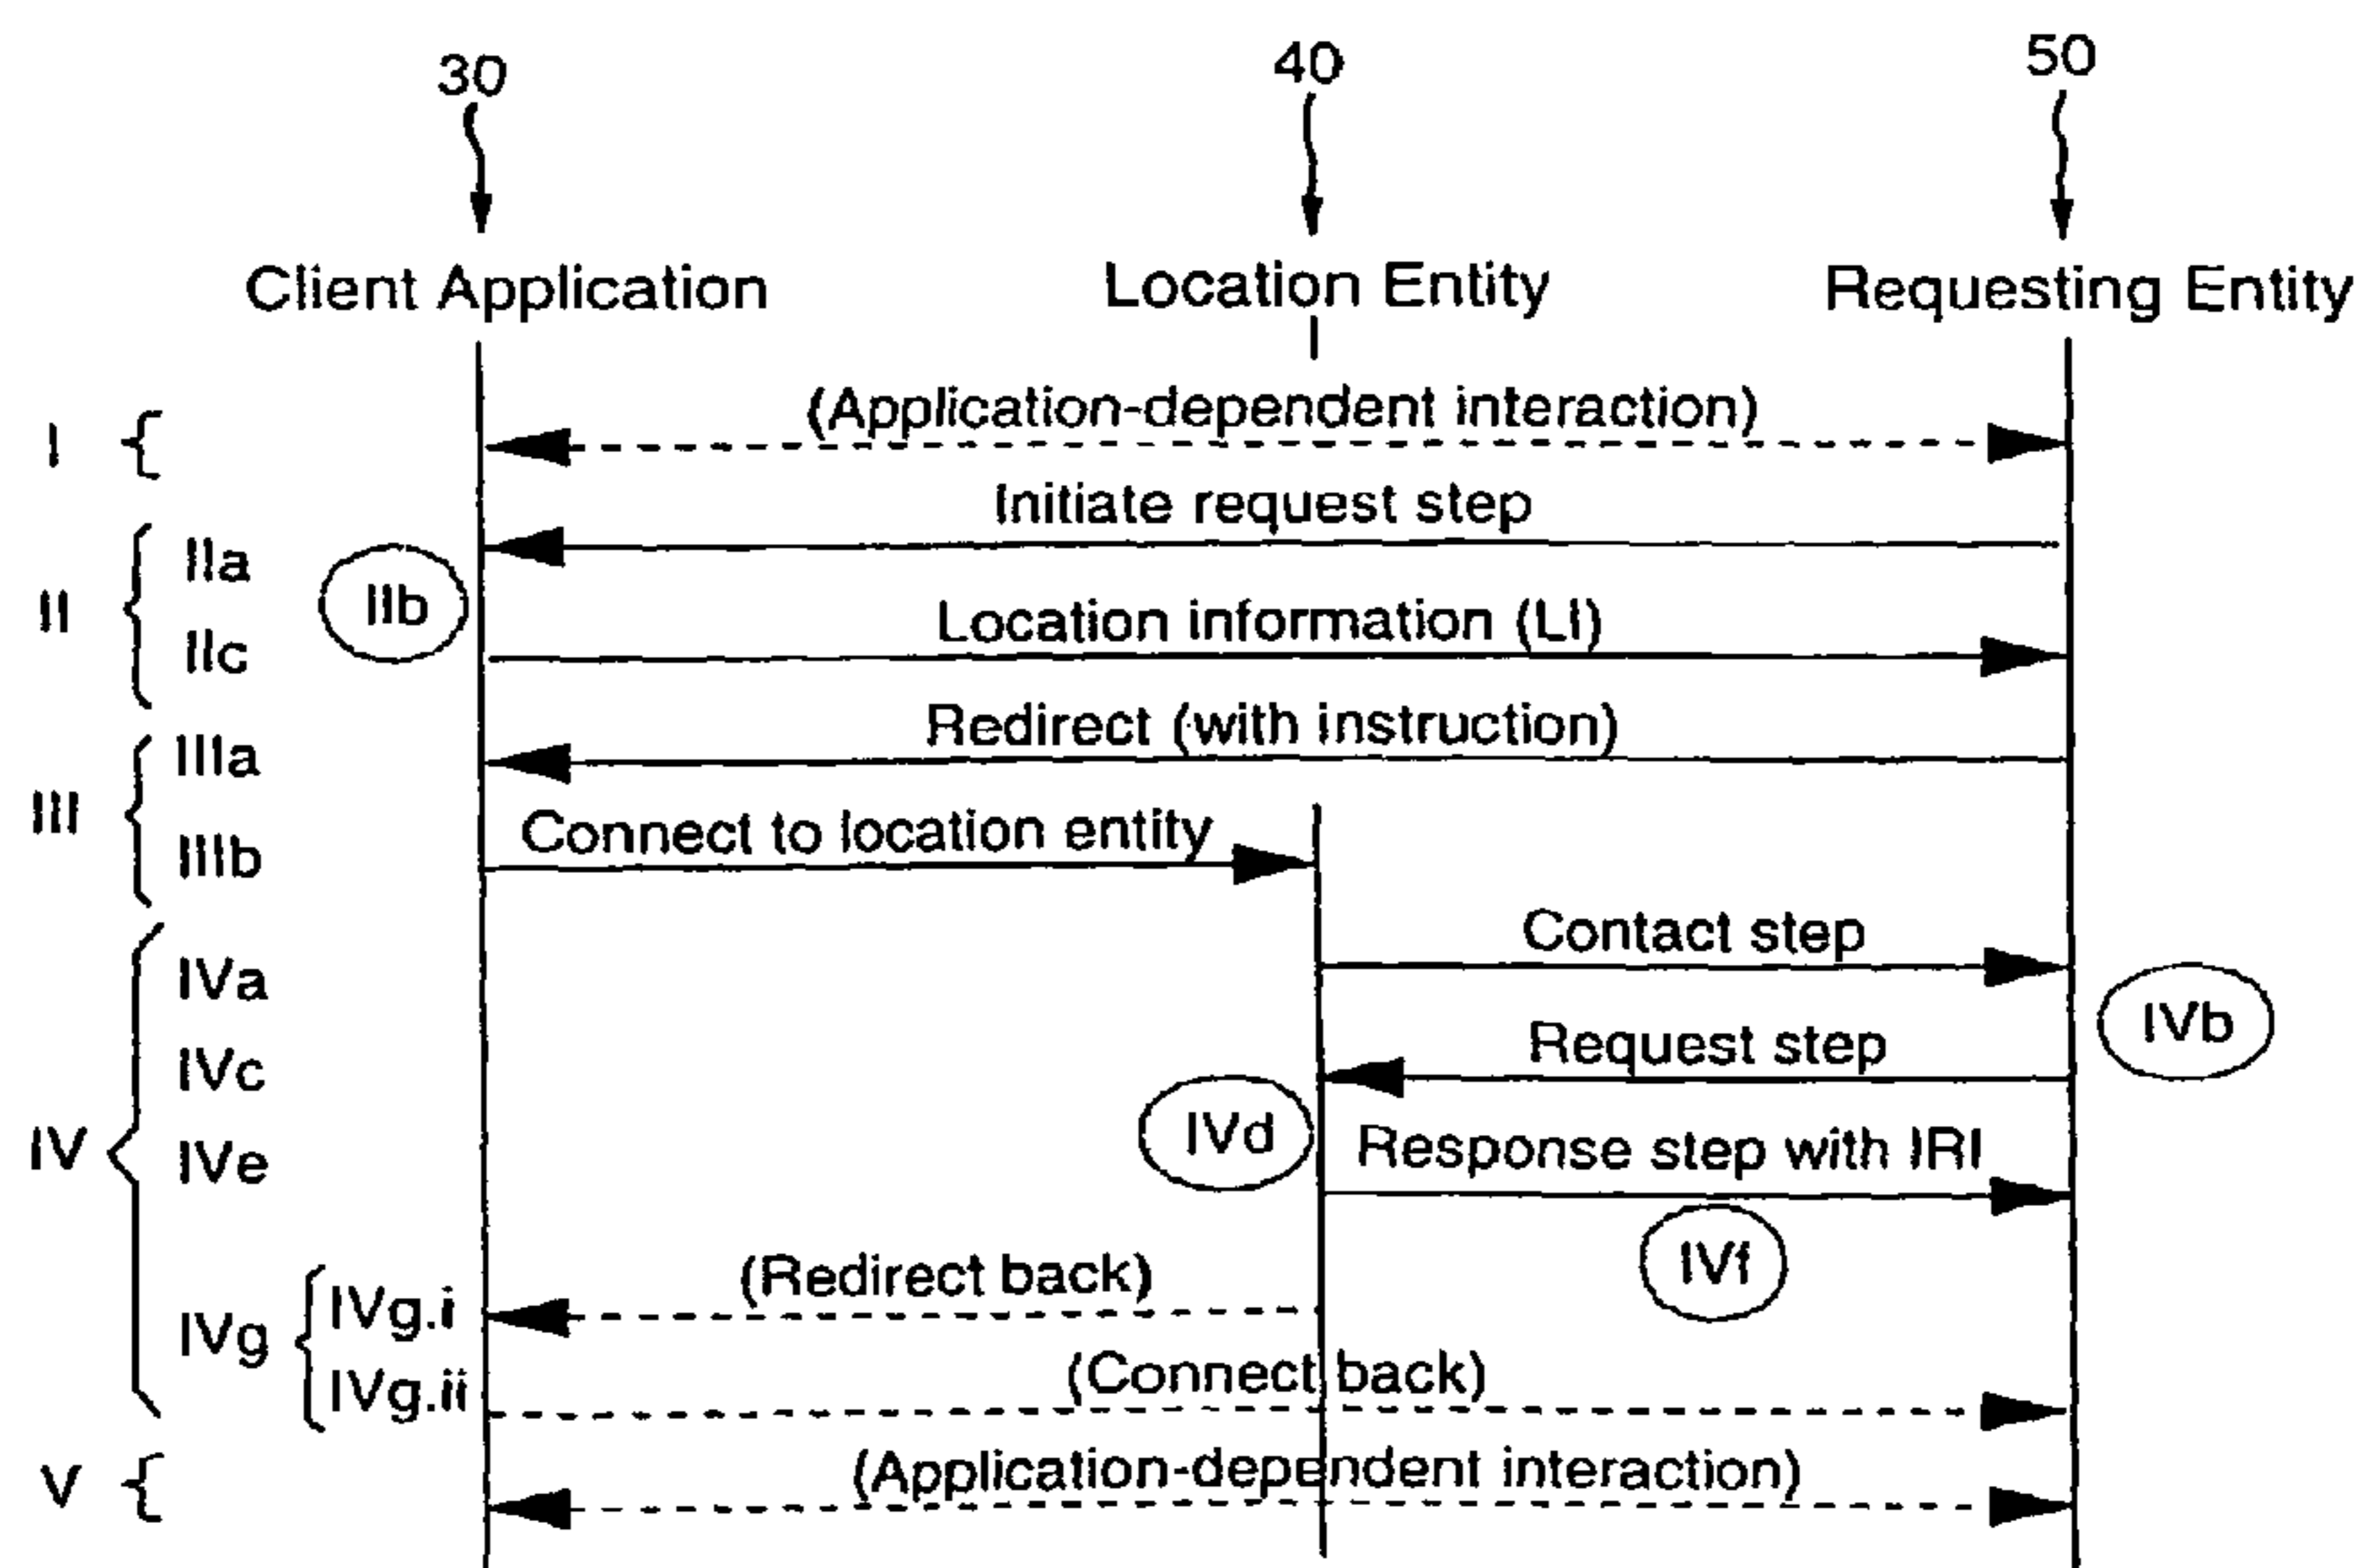 30
40
50
Client Application
Location Entity
Requesting Entity
(Application-dependent interaction)
I
Initiate request step
IIa
IIb
II
Location information (LI)
IIc
Redirect (with instruction)
IIIa
III
Connect to location entity
IIIb
Contact step
IVa
IVb
Request step
IVc
IVd
IV
Response step with IRI
IVe
IVf
(Redirect back)
IVg.i
IVg
(Connect back)
IVg.ii
(Application-dependent interaction)
V